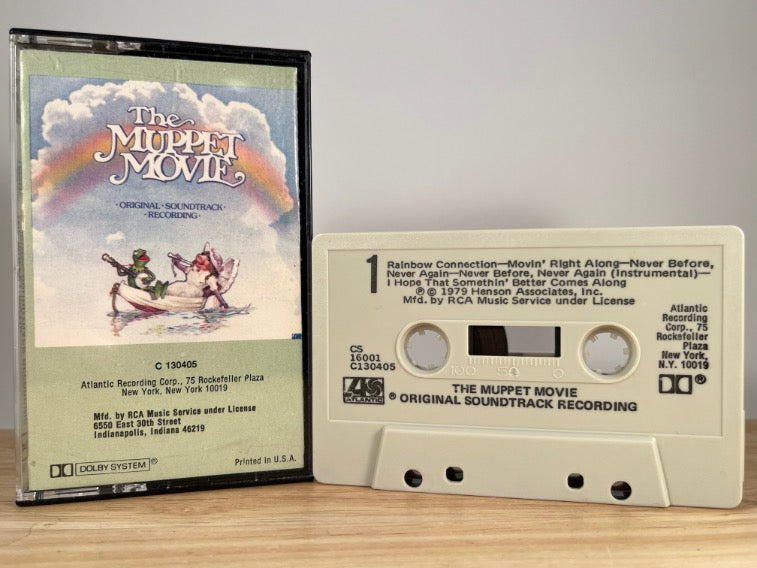 The
MUPPET
MOVIE
·ORIGINAL·SOUNDTRACK·
·RECORDING·
C 130405
Atlantic Recording Corp., 75 Rockefeller Plaza
New York, New York 10019
Mfd. by RCA Music Service under License
6550 East 30th Street
Indianapolis, Indiana 46219
DOLBY SYSTEM ®
Printed in U.S.A.
1
Rainbow Connection—Movin' Right Along—Never Before,
Never Again—Never Before, Never Again (Instrumental)—
I Hope That Somethin' Better Comes Along
℗ © 1979 Henson Associates, Inc.
Mfd. by RCA Music Service under License
CS
16001
C130405
Atlantic
Recording
Corp., 75
Rockefeller
Plaza
New York,
N.Y. 10019
®
100 50 0
ATLANTIC
®
THE MUPPET MOVIE
ORIGINAL SOUNDTRACK RECORDING